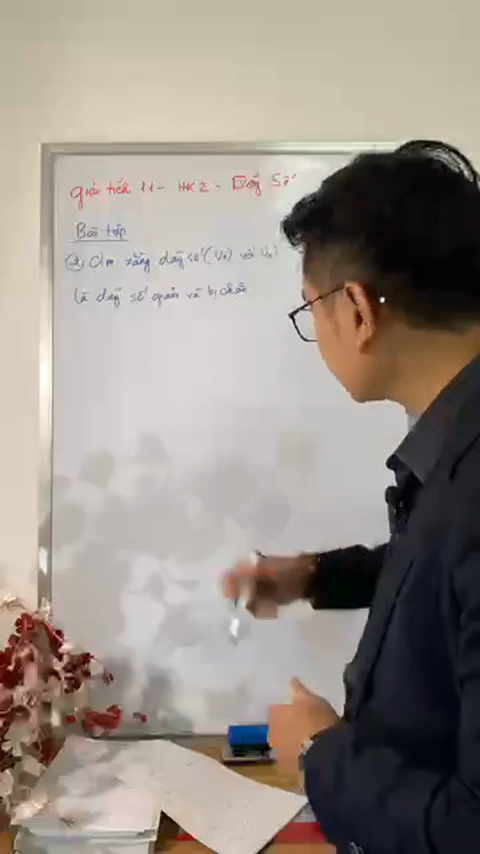 Giải tích 11 - HK2 - Dãy Số
Bài tập
② Cm rằng dãy số (Un) với Un =
là dãy số giảm và bị chặn